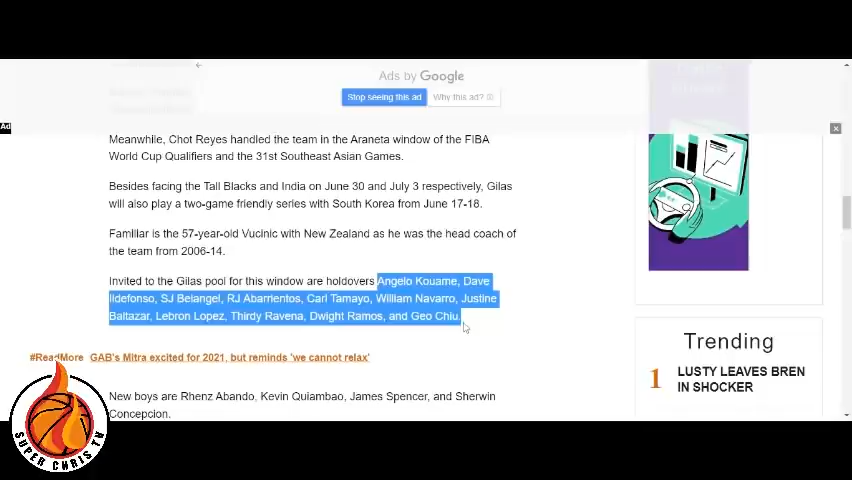 Ads by Google
Stop seeing this ad
Why this ad?
Ad
Meanwhile, Chot Reyes handled the team in the Araneta window of the FIBA
World Cup Qualifiers and the 31st Southeast Asian Games.
Besides facing the Tall Blacks and India on June 30 and July 3 respectively, Gilas
will also play a two-game friendly series with South Korea from June 17-18.
Familiar is the 57-year-old Vucinic with New Zealand as he was the head coach of
the team from 2006-14.
Invited to the Gilas pool for this window are holdovers Angelo Kouame, Dave
Ildefonso, SJ Belangel, RJ Abarrientos, Carl Tamayo, William Navarro, Justine
Baltazar, Lebron Lopez, Thirdy Ravena, Dwight Ramos, and Geo Chiu.
#ReadMore GAB's Mitra excited for 2021, but reminds 'we cannot relax'
New boys are Rhenz Abando, Kevin Quiambao, James Spencer, and Sherwin
Concepcion.
Trending
1 LUSTY LEAVES BREN
IN SHOCKER
SUPER CHRIS TV